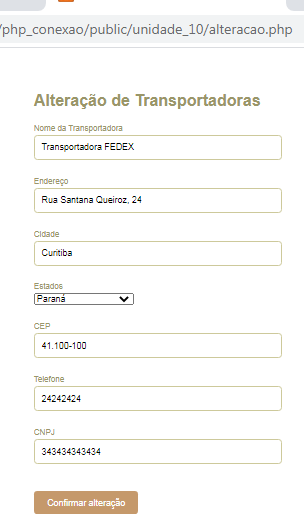 /php_conexao/public/unidade_10/alteracao.php
Alteração de Transportadoras
Nome da Transportadora
Transportadora FEDEX
Endereço
Rua Santana Queiroz, 24
Cidade
Curitiba
Estados
Paraná
CEP
41.100-100
Telefone
24242424
CNPJ
343434343434
Confirmar alteração